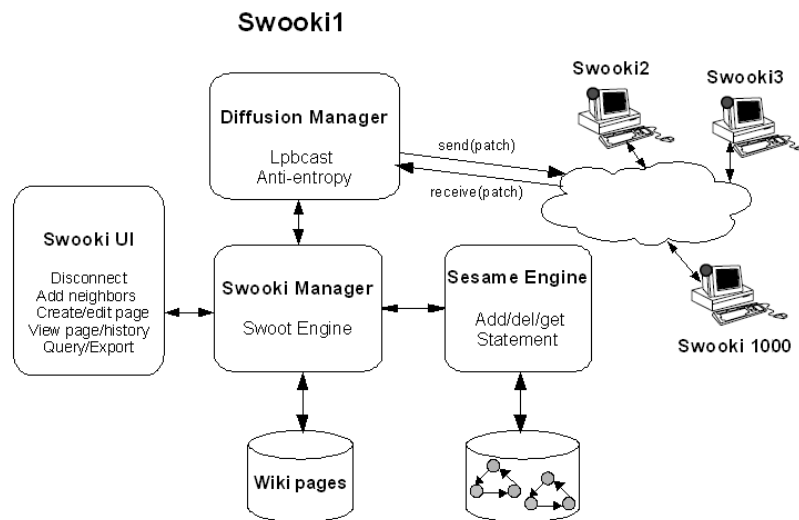 Swooki1
Swooki2
Swooki3
Diffusion Manager
Lpbcast
Anti-entropy
send(patch)
receive(patch)
Swooki UI
Disconnect
Add neighbors
Create/edit page
View page/history
Query/Export
Swooki Manager
Swoot Engine
Sesame Engine
Add/del/get
Statement
Swooki 1000
Wiki pages